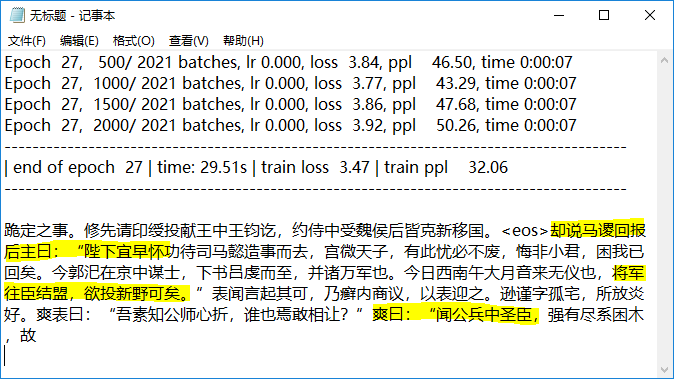 无标题 - 记事本
文件(F) 编辑(E) 格式(O) 查看(V) 帮助(H)
Epoch 27, 500/ 2021 batches, lr 0.000, loss 3.84, ppl 46.50, time 0:00:07
Epoch 27, 1000/ 2021 batches, lr 0.000, loss 3.77, ppl 43.29, time 0:00:07
Epoch 27, 1500/ 2021 batches, lr 0.000, loss 3.86, ppl 47.68, time 0:00:07
Epoch 27, 2000/ 2021 batches, lr 0.000, loss 3.92, ppl 50.26, time 0:00:07
-----------------------------------------------------------------------------------------
| end of epoch 27 | time: 29.51s | train loss 3.47 | train ppl 32.06
-----------------------------------------------------------------------------------------
跪定之事。修先请印绶投献王中王钧讫，约侍中受魏侯后皆克新移国。<eos>却说马谡回报
后主曰：“陛下宜早怀功待司马懿造事而去，宫微天子，有此忧必不废，悔非小君，困我已
回矣。今郭汜在京中谋士，下书吕虔而至，并诸万军也。今日西南午大月音来无仪也，将军
往臣结盟，欲投新野可矣。”表闻言起其可，乃癣内商议，以表迎之。逊谨字孤宅，所放炎
好。爽表曰：“吾素知公师心折，谁也焉敢相让？”爽曰：“闻公兵中圣臣，强有尽系困木
，故